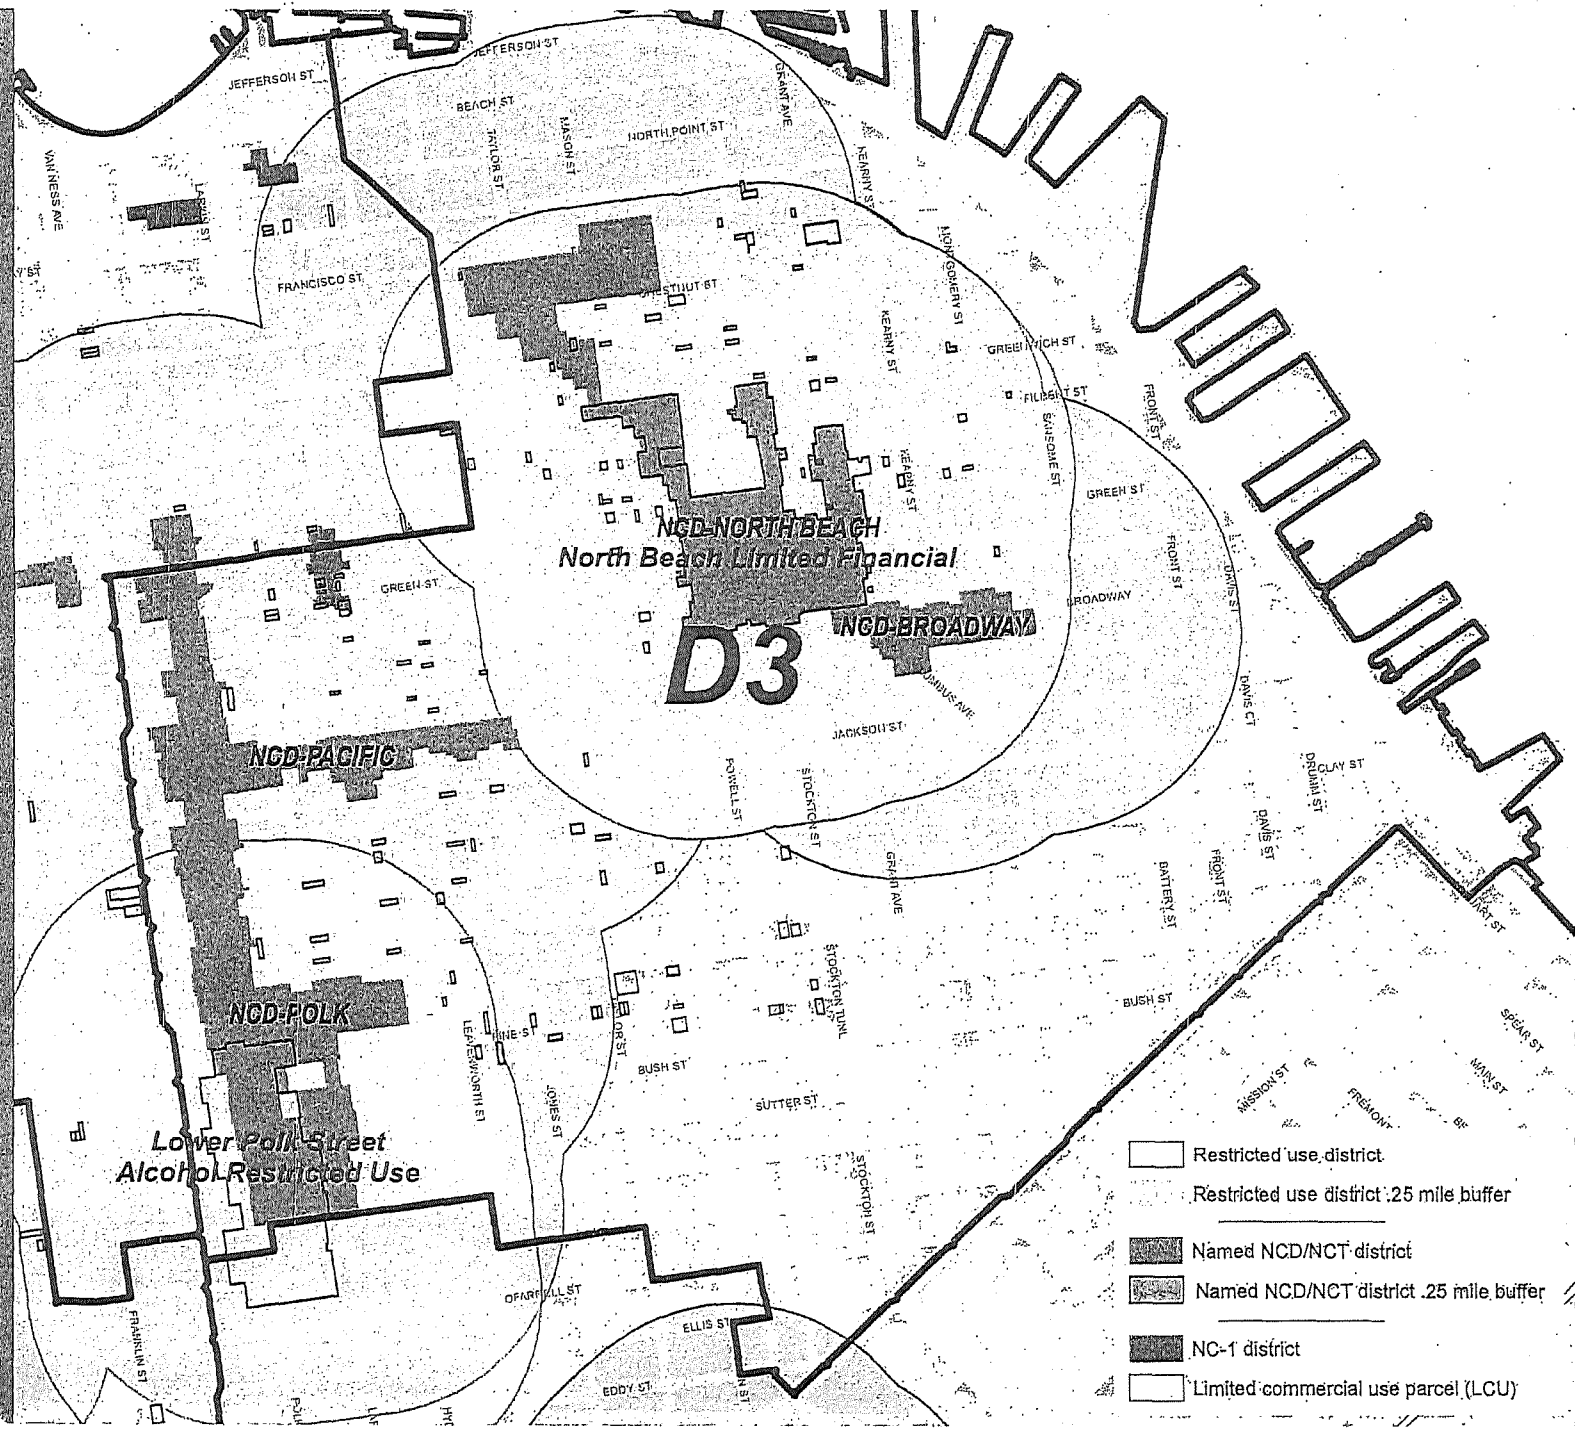 JEFFERSON ST
JEFFERSON ST
BEACH ST
GRANT AVE
TAYLOR ST
MASON ST
NORTH POINT ST
KEARNY ST
VAN NESS AVE
LARKIN ST
FRANCISCO ST
CHESTNUT ST
MONTGOMERY ST
KEARNY ST
GREENWICH ST
FILBERT ST
FRONT ST
SANSOME ST
KEARNY ST
GREEN ST
NCD-NORTH BEACH
North Beach Limited Financial
FRONT ST
DAVIS ST
GREEN ST
BROADWAY
NCD-BROADWAY
D3
COLUMBUS AVE
DAVIS CT
JACKSON ST
NCD-PACIFIC
POWELL ST
STOCKTON ST
DRUMM ST
CLAY ST
DAVIS ST
GRANT AVE
BATTERY ST
FRONT ST
STOCKTON TUNL
BUSH ST
NCD-POLK
LEAVENWORTH ST
PINE ST
SPEAR ST
BUSH ST
MAIN ST
MISSION ST
FREMONT
JONES ST
SUTTER ST
Lower Polk Street
Alcohol Restricted Use
STOCKTON ST
Restricted use district
Restricted use district .25 mile buffer
Named NCD/NCT district
Named NCD/NCT district .25 mile buffer
OFARRELL ST
FRANKLIN ST
ELLIS ST
NC-1 district
EDDY ST
Limited commercial use parcel (LCU)